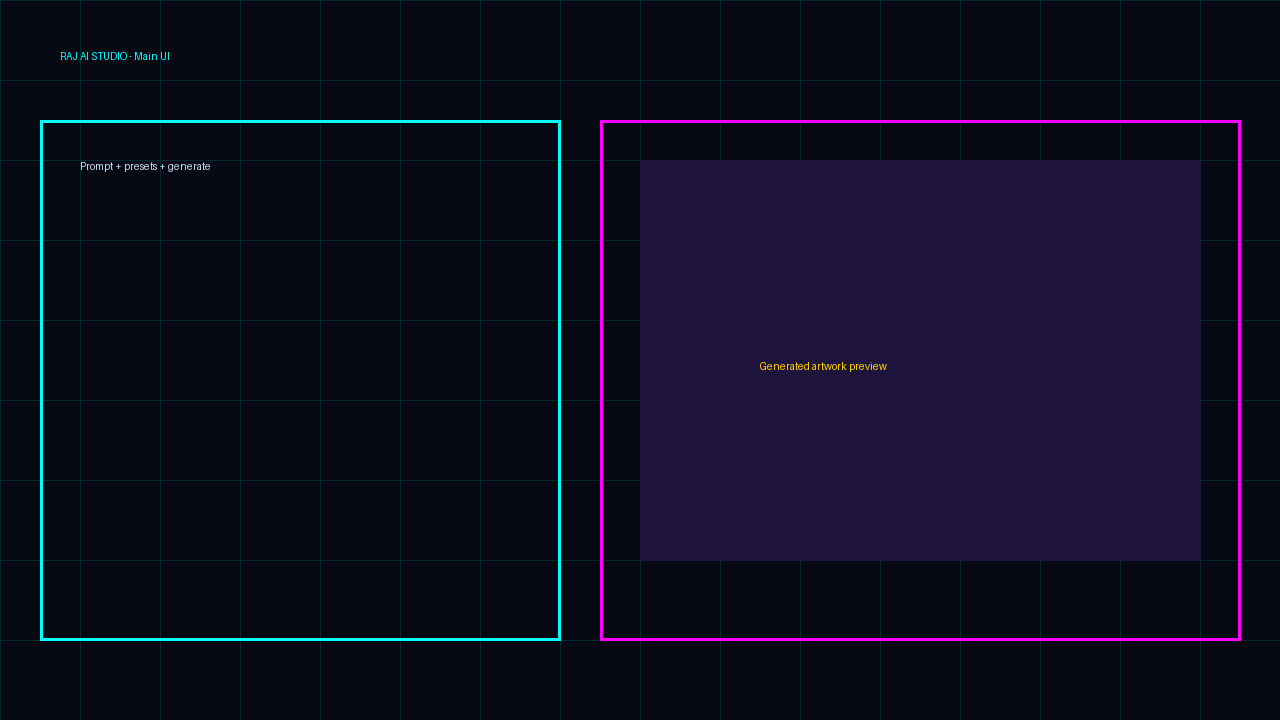 RAJ AI STUDIO - Main UI
Prompt + presets + generate
Generated artwork preview